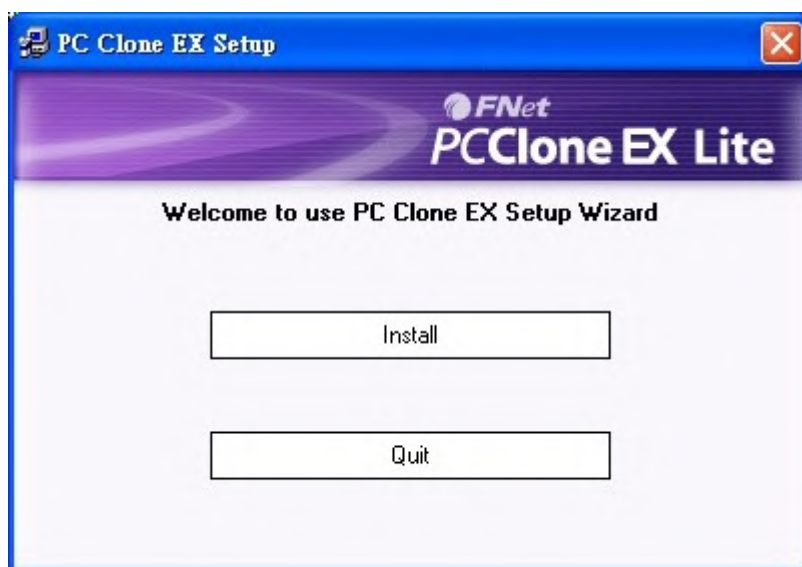 PC Clone EX Setup
FNet
PCClone EX Lite
Welcome to use PC Clone EX Setup Wizard
Install
Quit